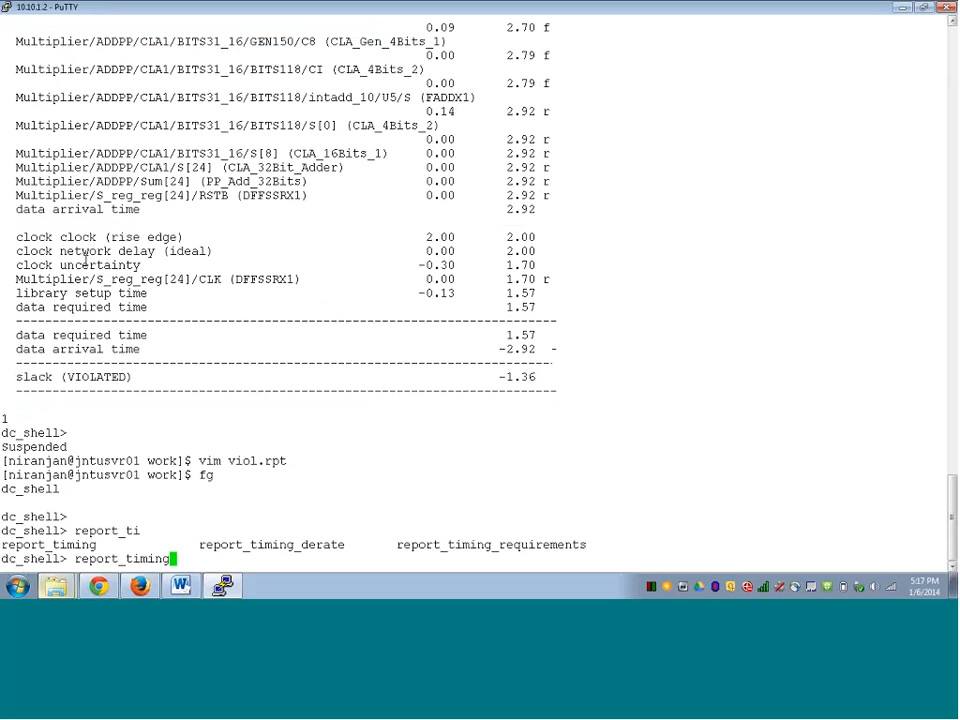 10.10.1.2 - PuTTY
0.09 2.70 f
Multiplier/ADDPP/CLA1/BITS31_16/GEN150/C8 (CLA_Gen_4Bits_1)
0.00 2.79 f
Multiplier/ADDPP/CLA1/BITS31_16/BITS118/CI (CLA_4Bits_2)
0.00 2.79 f
Multiplier/ADDPP/CLA1/BITS31_16/BITS118/intadd_10/U5/S (FADDX1)
0.14 2.92 r
Multiplier/ADDPP/CLA1/BITS31_16/BITS118/S[0] (CLA_4Bits_2)
0.00 2.92 r
Multiplier/ADDPP/CLA1/BITS31_16/S[8] (CLA_16Bits_1) 0.00 2.92 r
Multiplier/ADDPP/CLA1/S[24] (CLA_32Bit_Adder) 0.00 2.92 r
Multiplier/ADDPP/Sum[24] (PP_Add_32Bits) 0.00 2.92 r
Multiplier/S_reg_reg[24]/RSTB (DFFSSRX1) 0.00 2.92 r
data arrival time 2.92
clock clock (rise edge) 2.00 2.00
clock network delay (ideal) 0.00 2.00
clock uncertainty -0.30 1.70
Multiplier/S_reg_reg[24]/CLK (DFFSSRX1) 0.00 1.70 r
library setup time -0.13 1.57
data required time 1.57
--------------------------------------------------------------------------
data required time 1.57
data arrival time -2.92 -
--------------------------------------------------------------------------
slack (VIOLATED) -1.36
--------------------------------------------------------------------------
1
dc_shell>
Suspended
[niranjan@jntusvr01 work]$ vim viol.rpt
[niranjan@jntusvr01 work]$ fg
dc_shell
dc_shell>
dc_shell> report_ti
report_timing report_timing_derate report_timing_requirements
dc_shell> report_timing
5:17 PM
1/6/2014